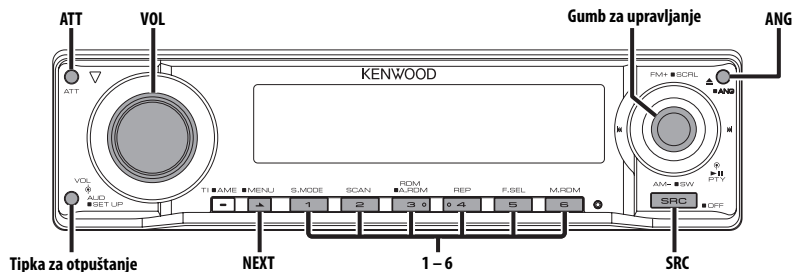 ATT VOL Gumb za upravljanje ANG
KENWOOD
ATT
FM+ ■SCRL
■ANG
VOL
AUD
■SET UP
TI ■AME ■MENU S.MODE SCAN RDM ■A.RDM REP F.SEL M.RDM
1 2 3 4 5 6
PTY
AM– ■SW
SRC
■OFF
Tipka za otpuštanje NEXT 1 – 6 SRC